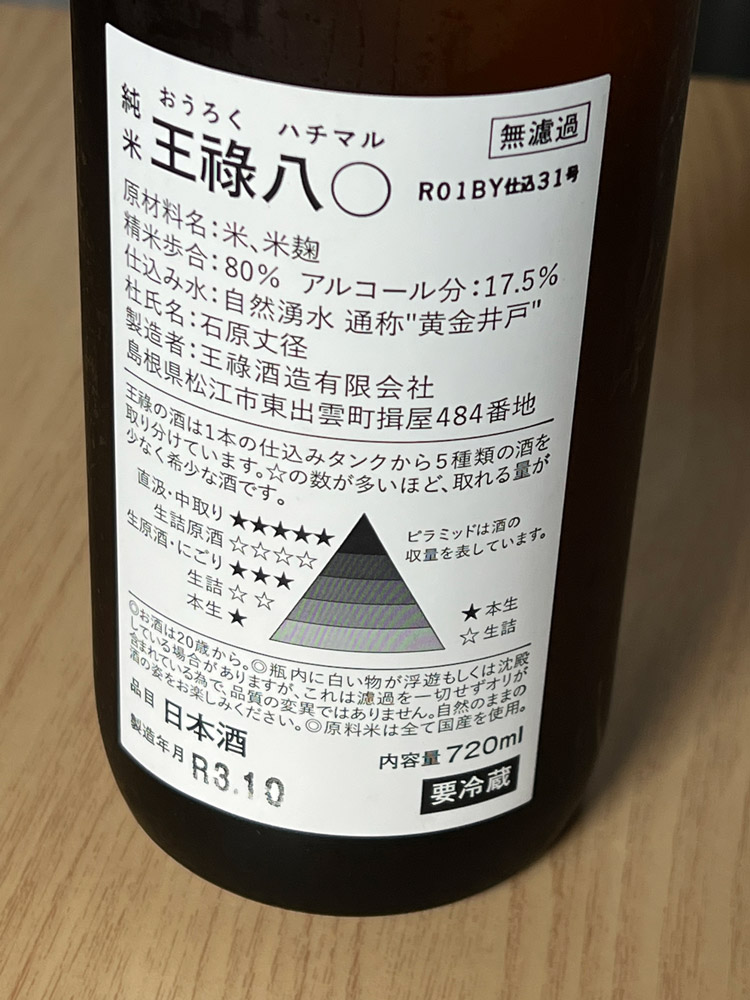 純米
おうろく ハチマル
王祿八〇
無濾過
R01BY仕込31号
原材料名:米、米麹
精米歩合:80% アルコール分:17.5%
仕込み水:自然湧水 通称"黄金井戸"
杜氏名:石原丈径
製造者:王祿酒造有限会社
島根県松江市東出雲町揖屋484番地
王祿の酒は1本の仕込みタンクから5種類の酒を
取り分けています。☆の数が多いほど、取れる量が
少なく希少な酒です。
直汲・中取り ★★★★★
生詰原酒 ☆☆☆☆
生原酒・にごり ★★★
生詰 ☆☆
本生 ★
ピラミッドは酒の
収量を表しています。
★本生
☆生詰
◎お酒は20歳から。◎瓶内に白い物が浮遊もしくは沈殿
している場合がありますが、これは濾過を一切せずオリが
含まれている為で、品質の変異ではありません。自然のままの
酒の姿をお楽しみください。◎原料米は全て国産を使用。
品目 日本酒
内容量 720ml
製造年月 R3.10
要冷蔵